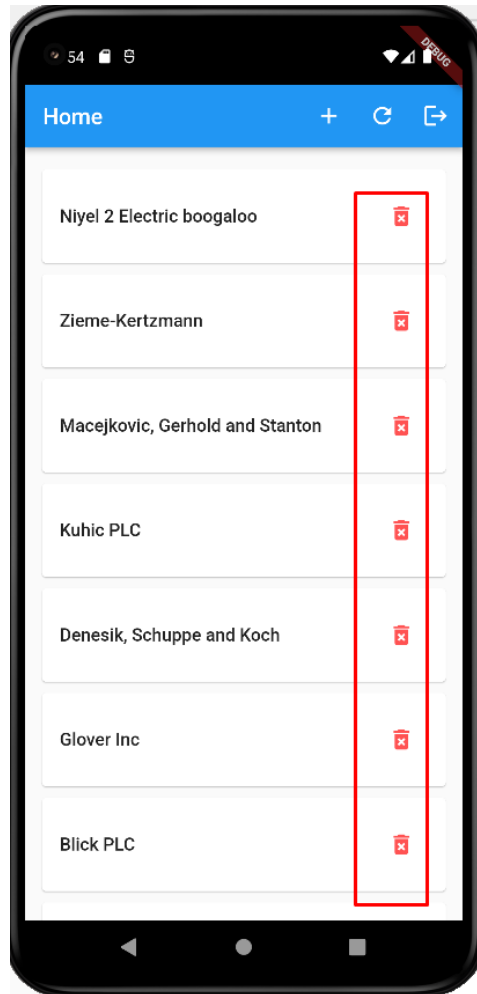 54
DEBUG
Home
Niyel 2 Electric boogaloo
Zieme-Kertzmann
Macejkovic, Gerhold and Stanton
Kuhic PLC
Denesik, Schuppe and Koch
Glover Inc
Blick PLC